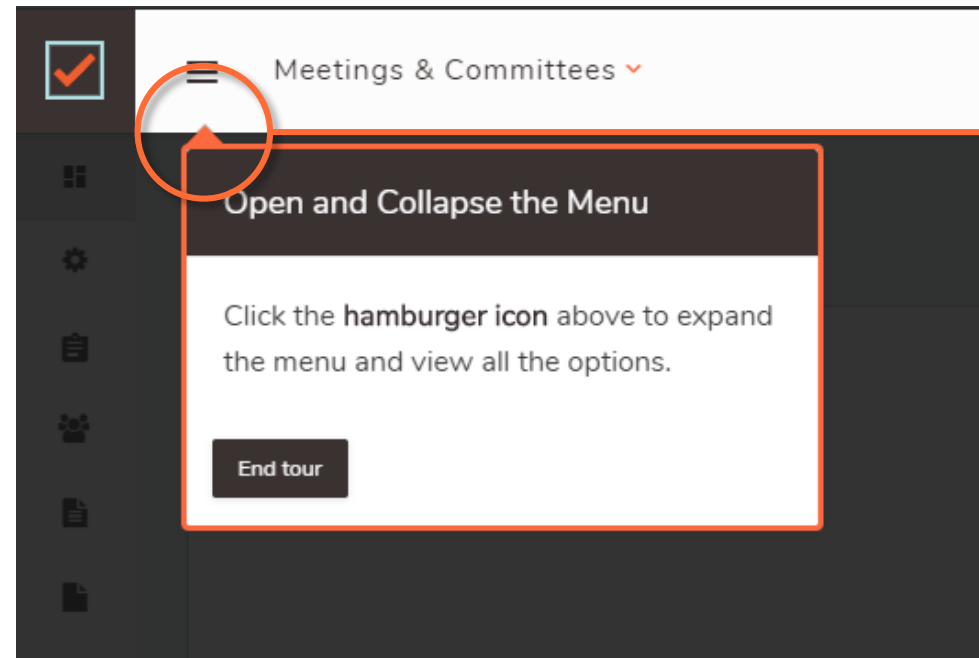 Meetings & Committees
Open and Collapse the Menu
Click the hamburger icon above to expand
the menu and view all the options.
End tour